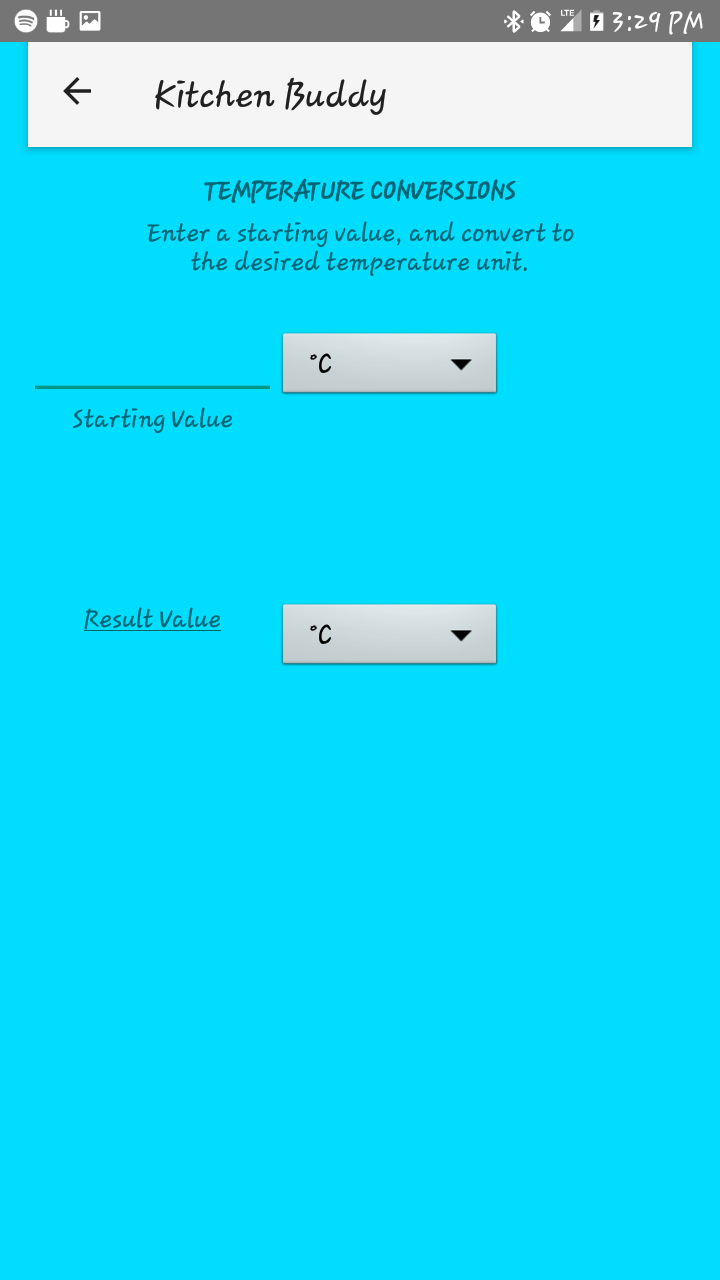 LTE 3:29 PM
Kitchen Buddy
TEMPERATURE CONVERSIONS
Enter a starting value, and convert to
the desired temperature unit.
°C
Starting Value
Result Value
°C